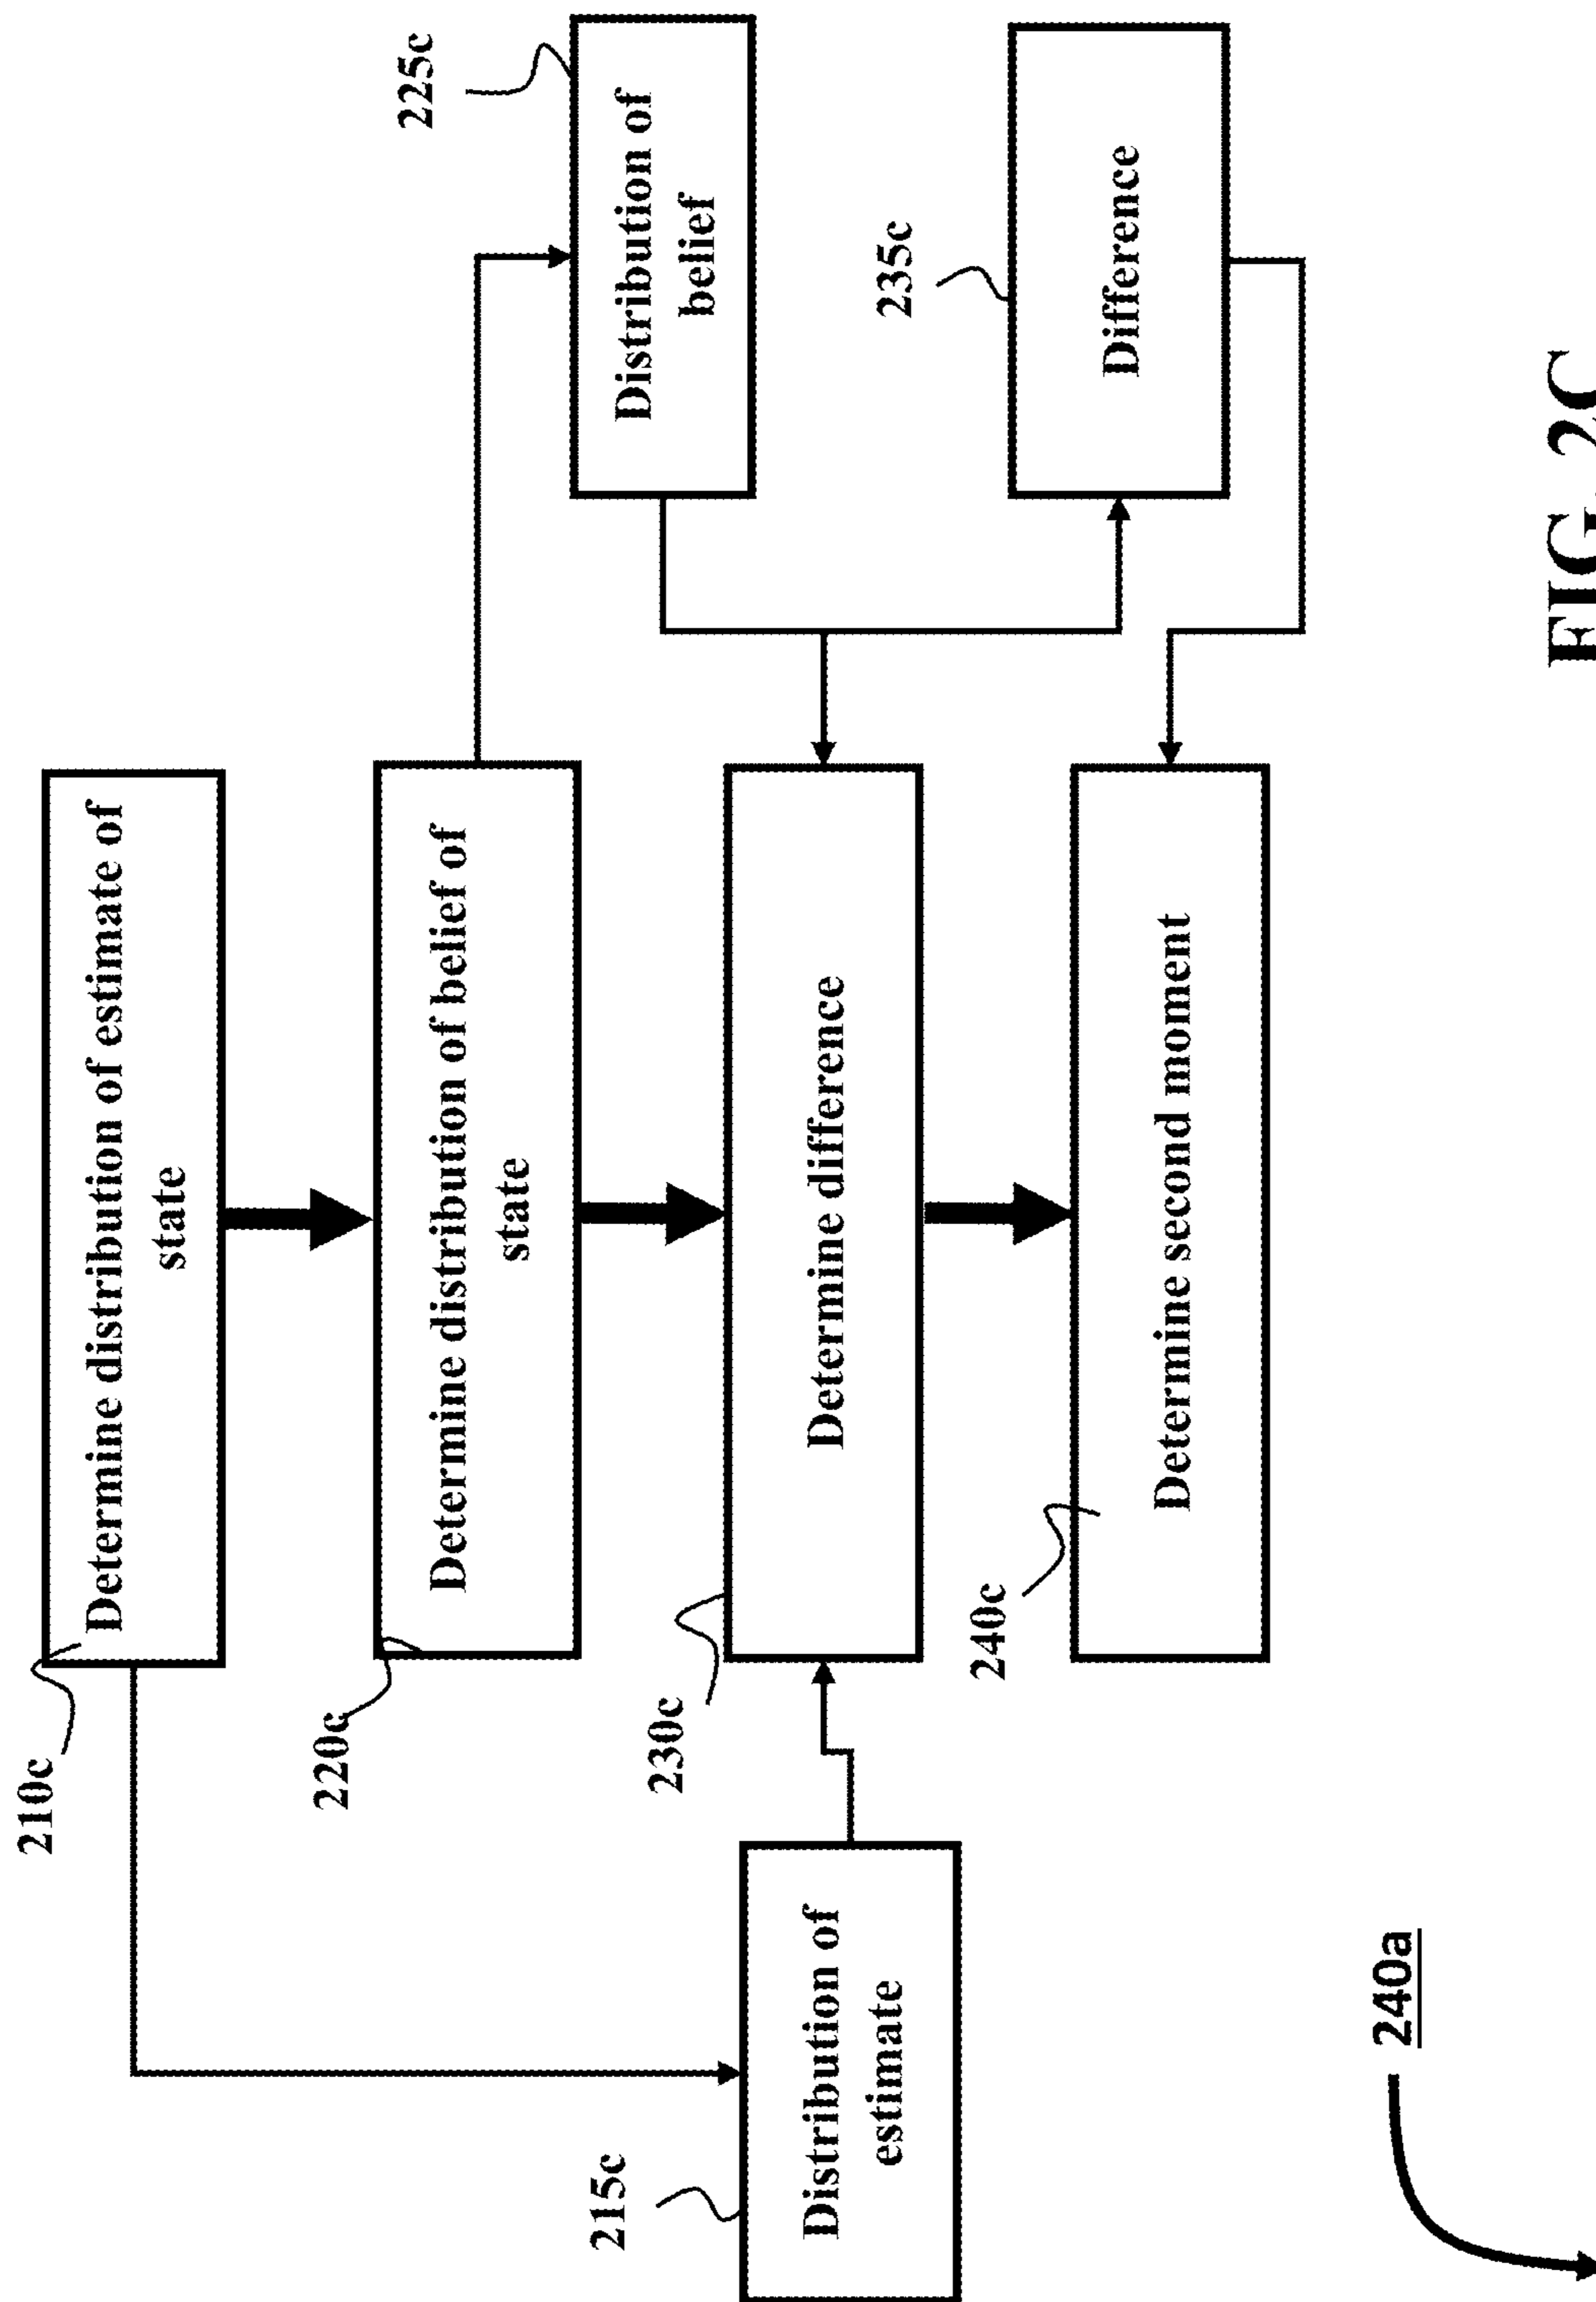 210c
Determine distribution of estimate of
state
220c
Determine distribution of belief of
state
225c
Distribution of
belief
215c
Distribution of
estimate
230c
Determine difference
235c
Difference
240c
Determine second moment
240a
FIG. 2C